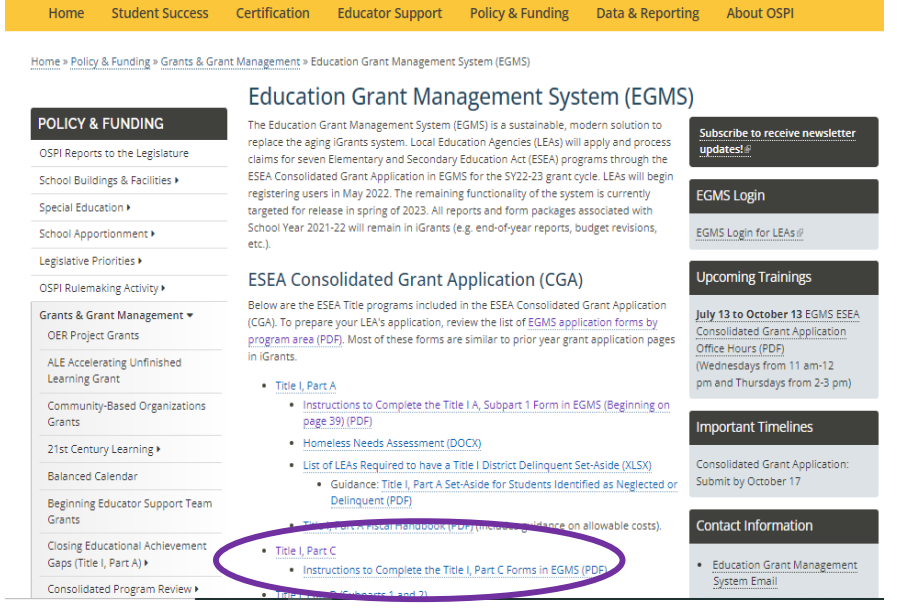 Home Student Success Certification Educator Support Policy & Funding Data & Reporting About OSPI
Home » Policy & Funding » Grants & Grant Management » Education Grant Management System (EGMS)
POLICY & FUNDING
OSPI Reports to the Legislature
School Buildings & Facilities
Special Education
School Apportionment
Legislative Priorities
OSPI Rulemaking Activity
Grants & Grant Management
OER Project Grants
ALE Accelerating Unfinished
Learning Grant
Community-Based Organizations
Grants
21st Century Learning
Balanced Calendar
Beginning Educator Support Team
Grants
Closing Educational Achievement
Gaps (Title I, Part A)
Consolidated Program Review
Education Grant Management System (EGMS)
The Education Grant Management System (EGMS) is a sustainable, modern solution to
replace the aging iGrants system. Local Education Agencies (LEAs) will apply and process
claims for seven Elementary and Secondary Education Act (ESEA) programs through the
ESEA Consolidated Grant Application in EGMS for the SY22-23 grant cycle. LEAs will begin
registering users in May 2022. The remaining functionality of the system is currently
targeted for release in spring of 2023. All reports and form packages associated with
School Year 2021-22 will remain in iGrants (e.g. end-of-year reports, budget revisions,
etc.).
ESEA Consolidated Grant Application (CGA)
Below are the ESEA Title programs included in the ESEA Consolidated Grant Application
(CGA). To prepare your LEA's application, review the list of EGMS application forms by
program area (PDF). Most of these forms are similar to prior year grant application pages
in iGrants.
• Title I, Part A
• Instructions to Complete the Title I A, Subpart 1 Form in EGMS (Beginning on
page 39) (PDF)
• Homeless Needs Assessment (DOCX)
• List of LEAs Required to have a Title I District Delinquent Set-Aside (XLSX)
• Guidance: Title I, Part A Set-Aside for Students Identified as Neglected or
Delinquent (PDF)
• Title I, Part A Fiscal Handbook (PDF) (includes guidance on allowable costs).
• Title I, Part C
• Instructions to Complete the Title I, Part C Forms in EGMS (PDF)
(Subparts 1 and 2)
Subscribe to receive newsletter
updates!
EGMS Login
EGMS Login for LEAs
Upcoming Trainings
July 13 to October 13 EGMS ESEA
Consolidated Grant Application
Office Hours (PDF)
(Wednesdays from 11 am-12
pm and Thursdays from 2-3 pm)
Important Timelines
Consolidated Grant Application:
Submit by October 17
Contact Information
• Education Grant Management
System Email